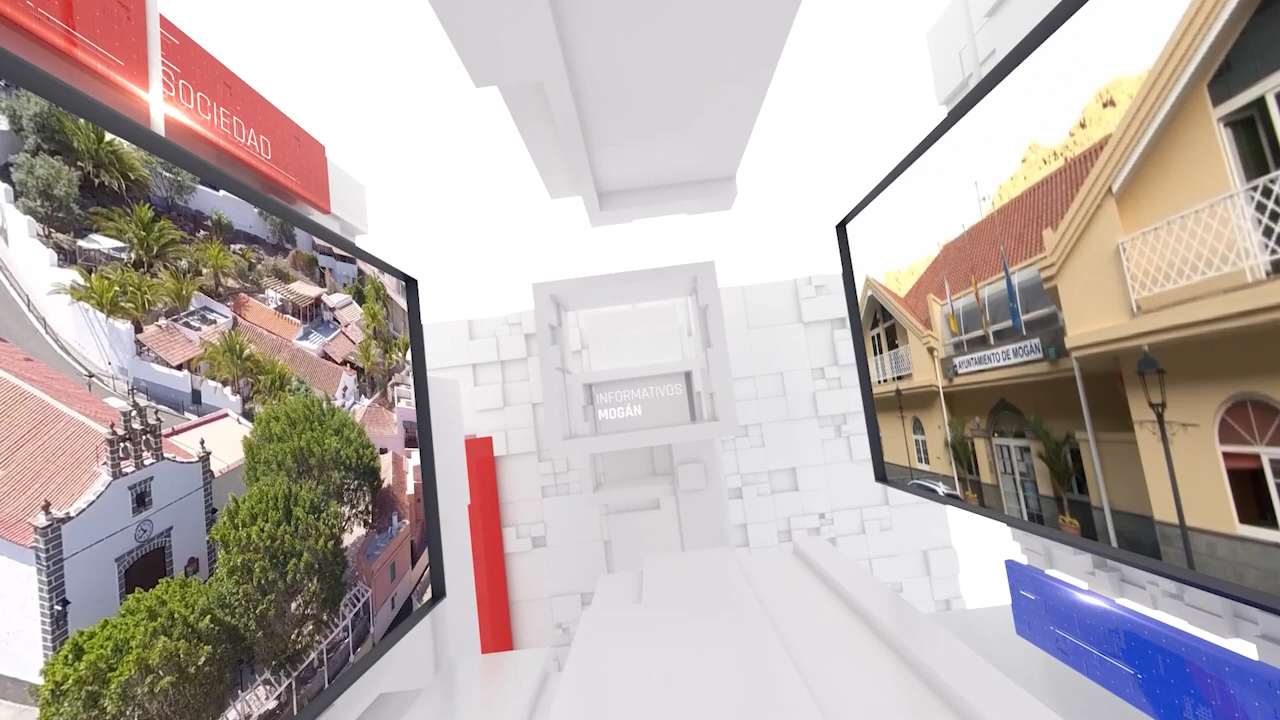 SOCIEDAD
INFORMATIVOS
MOGÁN
AYUNTAMIENTO DE MOGÁN